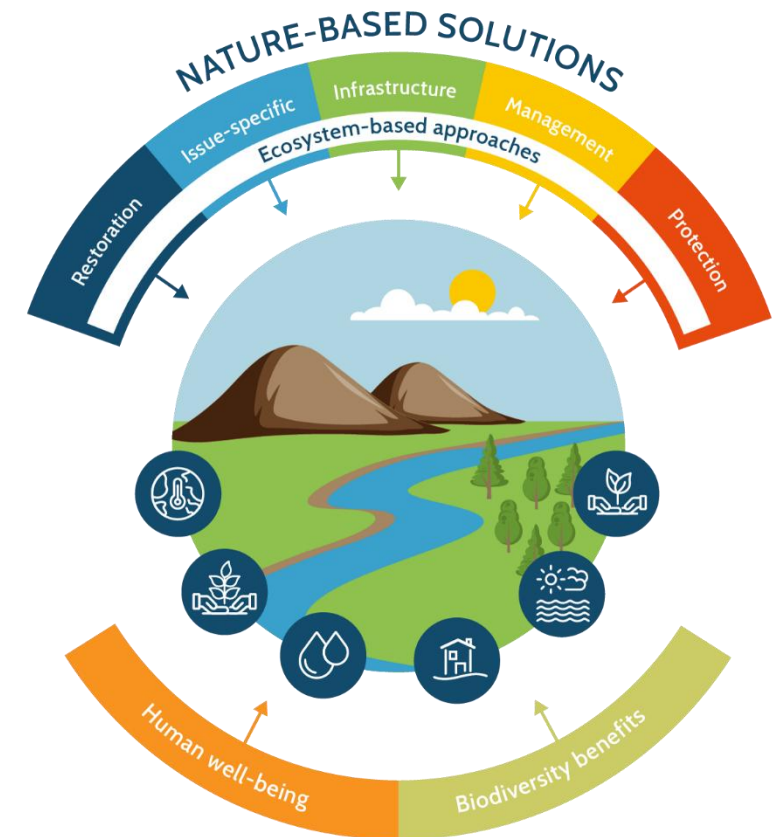 NATURE-BASED SOLUTIONS
Restoration
Issue-specific
Infrastructure
Management
Protection
Ecosystem-based approaches
Human well-being
Biodiversity benefits